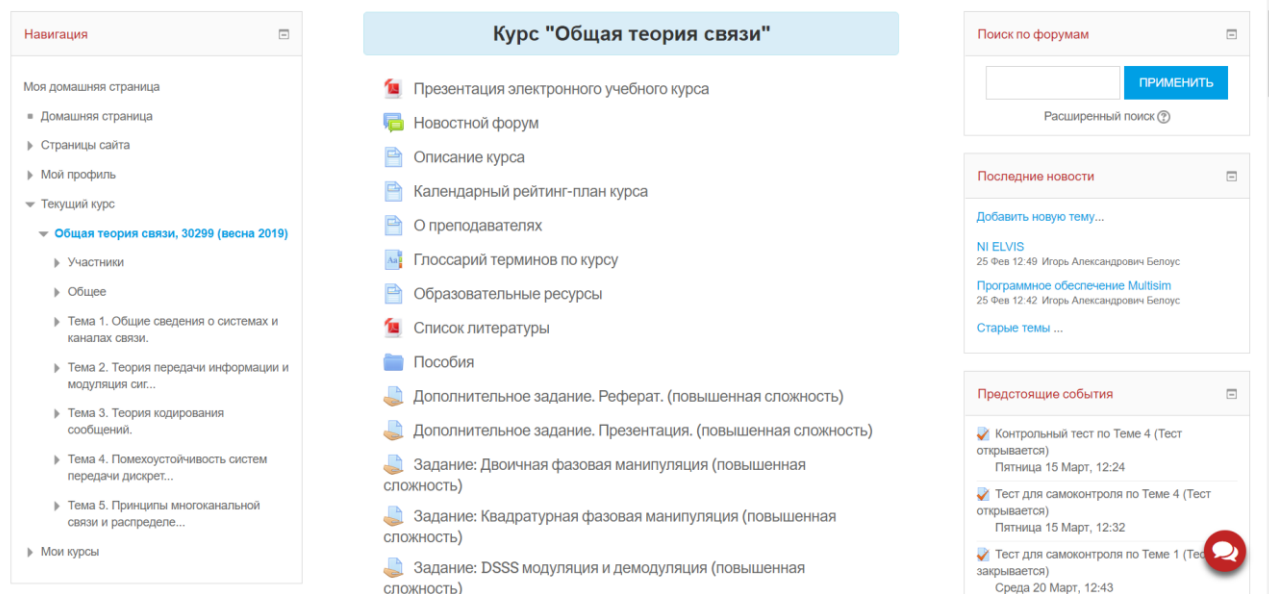 Навигация
Моя домашняя страница
Домашняя страница
Страницы сайта
Мой профиль
Текущий курс
Общая теория связи, 30299 (весна 2019)
Участники
Общее
Тема 1. Общие сведения о системах и
каналах связи.
Тема 2. Теория передачи информации и
модуляция сиг...
Тема 3. Теория кодирования
сообщений.
Тема 4. Помехоустойчивость систем
передачи дискрет...
Тема 5. Принципы многоканальной
связи и распределе...
Мои курсы
Курс "Общая теория связи"
Презентация электронного учебного курса
Новостной форум
Описание курса
Календарный рейтинг-план курса
О преподавателях
Глоссарий терминов по курсу
Образовательные ресурсы
Список литературы
Пособия
Дополнительное задание. Реферат. (повышенная сложность)
Дополнительное задание. Презентация. (повышенная сложность)
Задание: Двоичная фазовая манипуляция (повышенная
сложность)
Задание: Квадратурная фазовая манипуляция (повышенная
сложность)
Задание: DSSS модуляция и демодуляция (повышенная
сложность)
Поиск по форумам
ПРИМЕНИТЬ
Расширенный поиск
Последние новости
Добавить новую тему...
NI ELVIS
25 Фев 12:49 Игорь Александрович Белоус
Программное обеспечение Multisim
25 Фев 12:42 Игорь Александрович Белоус
Старые темы ...
Предстоящие события
Контрольный тест по Теме 4 (Тест
открывается)
Пятница 15 Март, 12:24
Тест для самоконтроля по Теме 4 (Тест
открывается)
Пятница 15 Март, 12:32
Тест для самоконтроля по Теме 1
закрывается)
Среда 20 Март, 12:43